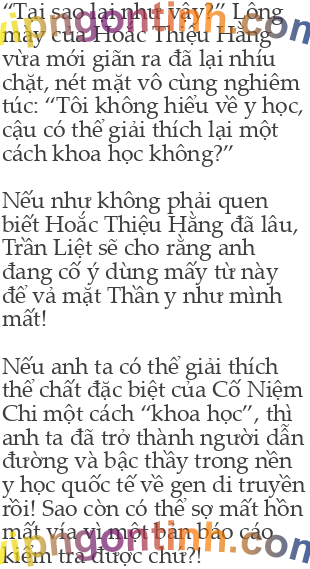 “Tại sao lại như vậy?” Lông
mày của Hoắc Thiệu Hằng
vừa mới giãn ra đã lại nhíu
chặt, nét mặt vô cùng nghiêm
túc: “Tôi không hiểu về y học,
cậu có thể giải thích lại một
cách khoa học không?”
Nếu như không phải quen
biết Hoắc Thiệu Hằng đã lâu,
Trần Liệt sẽ cho rằng anh
đang cố ý dùng mấy từ này
để vả mặt Thần y như mình
mất!
Nếu anh ta có thể giải thích
thể chất đặc biệt của Cố Niệm
Chi một cách “khoa học”, thì
anh ta đã trở thành người dẫn
đường và bậc thầy trong nền
y học quốc tế về gen di truyền
rồi! Sao còn có thể sợ mất hồn
mất vía vì một bản báo cáo
kiểm tra được chứ?!